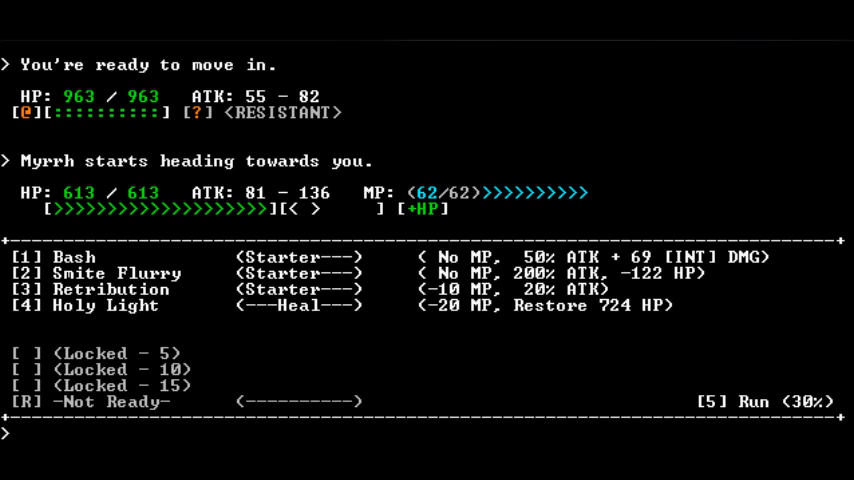 > You're ready to move in.
HP: 963 / 963   ATK: 55 - 82
[@][::::::::::] [?] <RESISTANT>
> Myrrh starts heading towards you.
HP: 613 / 613   ATK: 81 - 136   MP: (62/62)>>>>>>>>>>
[>>>>>>>>>>>>>>>>>>>>][< >       ] [+HP]
+------------------------------------------------------------------------------+
[1] Bash            (Starter---)    ( No MP,  50% ATK + 69 [INT] DMG)
[2] Smite Flurry    (Starter---)    ( No MP, 200% ATK, -122 HP)
[3] Retribution     (Starter---)    (-10 MP,  20% ATK)
[4] Holy Light      (---Heal---)    (-20 MP, Restore 724 HP)
[ ] (Locked - 5)
[ ] (Locked - 10)
[ ] (Locked - 15)
[R] -Not Ready-     (----------)                         [5] Run (30%)
+------------------------------------------------------------------------------+
>